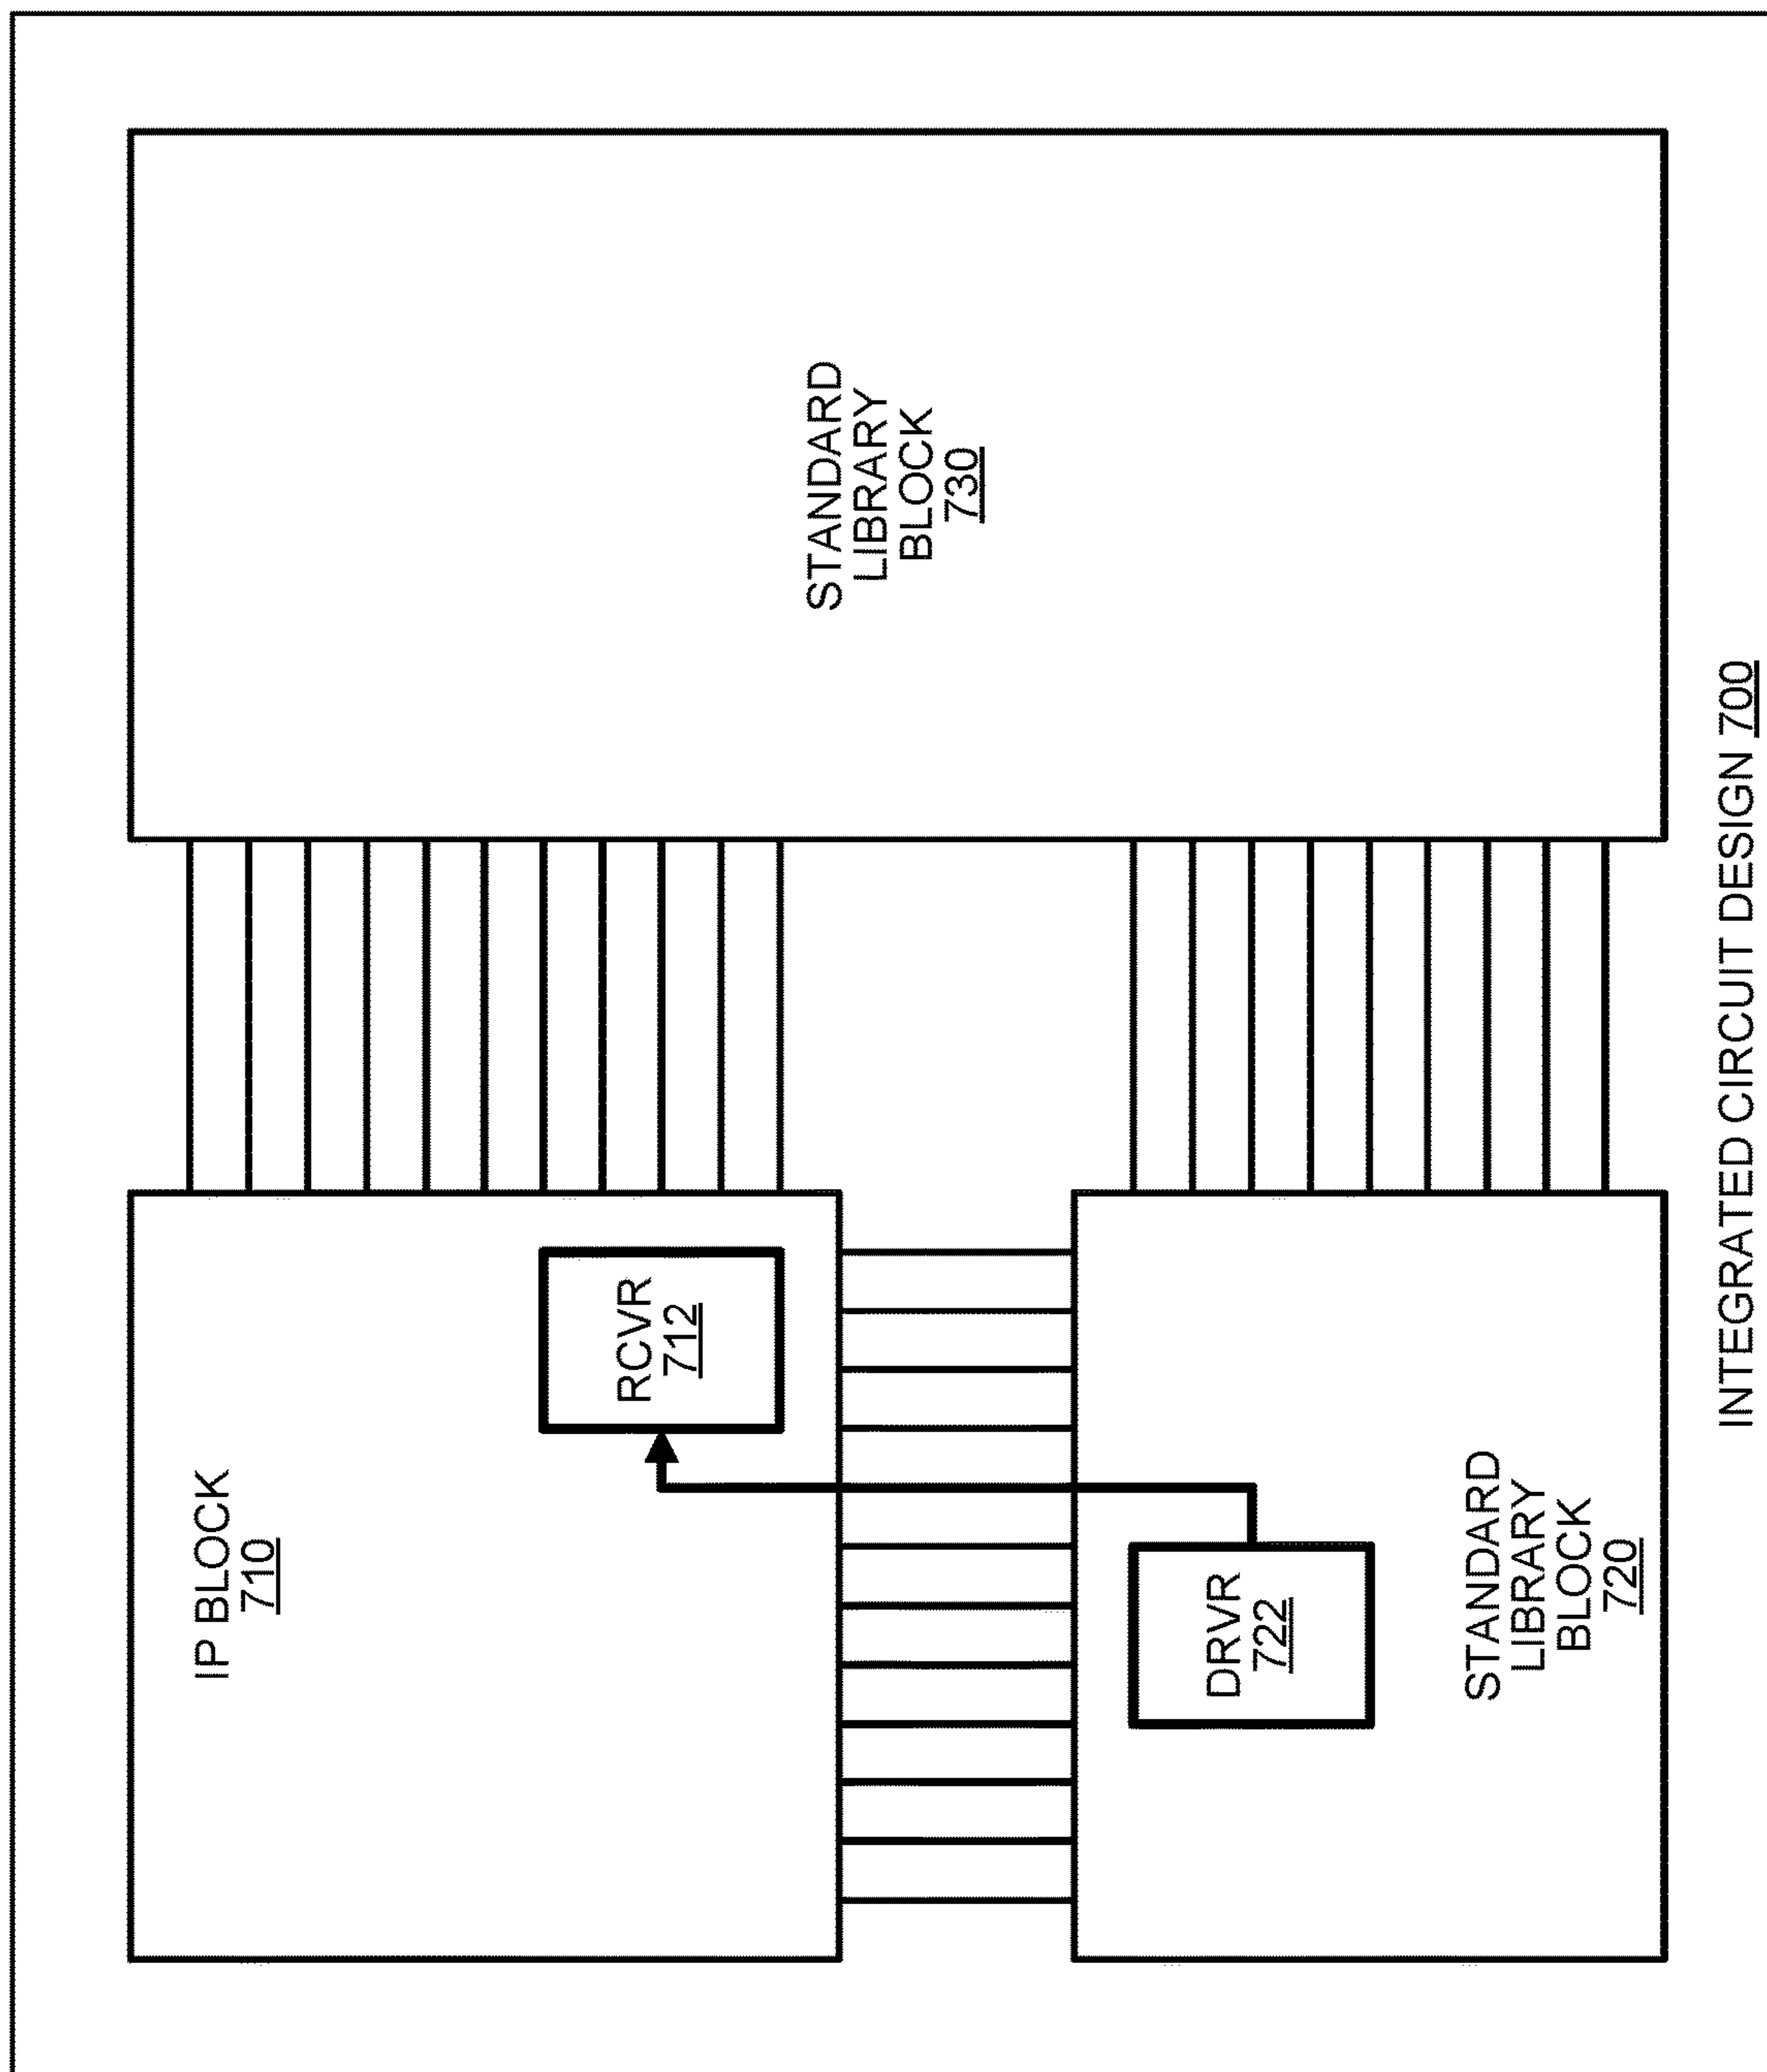 IP BLOCK
710
RCVR
712
DRVR
722
STANDARD
LIBRARY
BLOCK
720
STANDARD
LIBRARY
BLOCK
730
INTEGRATED CIRCUIT DESIGN 700